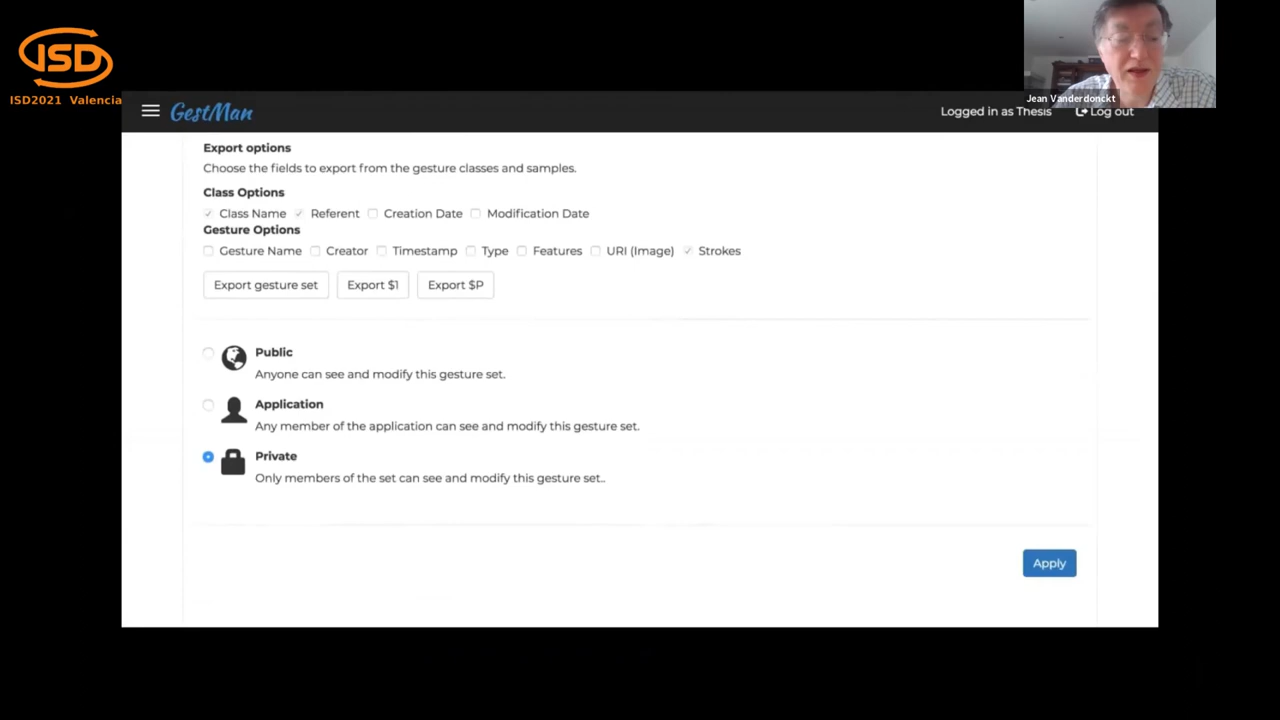 ISD
ISD2021 Valencia
Jean Vanderdonckt
GestMan
Logged in as Thesis
Log out
Export options
Choose the fields to export from the gesture classes and samples.
Class Options
Class Name Referent Creation Date Modification Date
Gesture Options
Gesture Name Creator Timestamp Type Features URI (Image) Strokes
Export gesture set Export $1 Export $P
Public
Anyone can see and modify this gesture set.
Application
Any member of the application can see and modify this gesture set.
Private
Only members of the set can see and modify this gesture set..
Apply